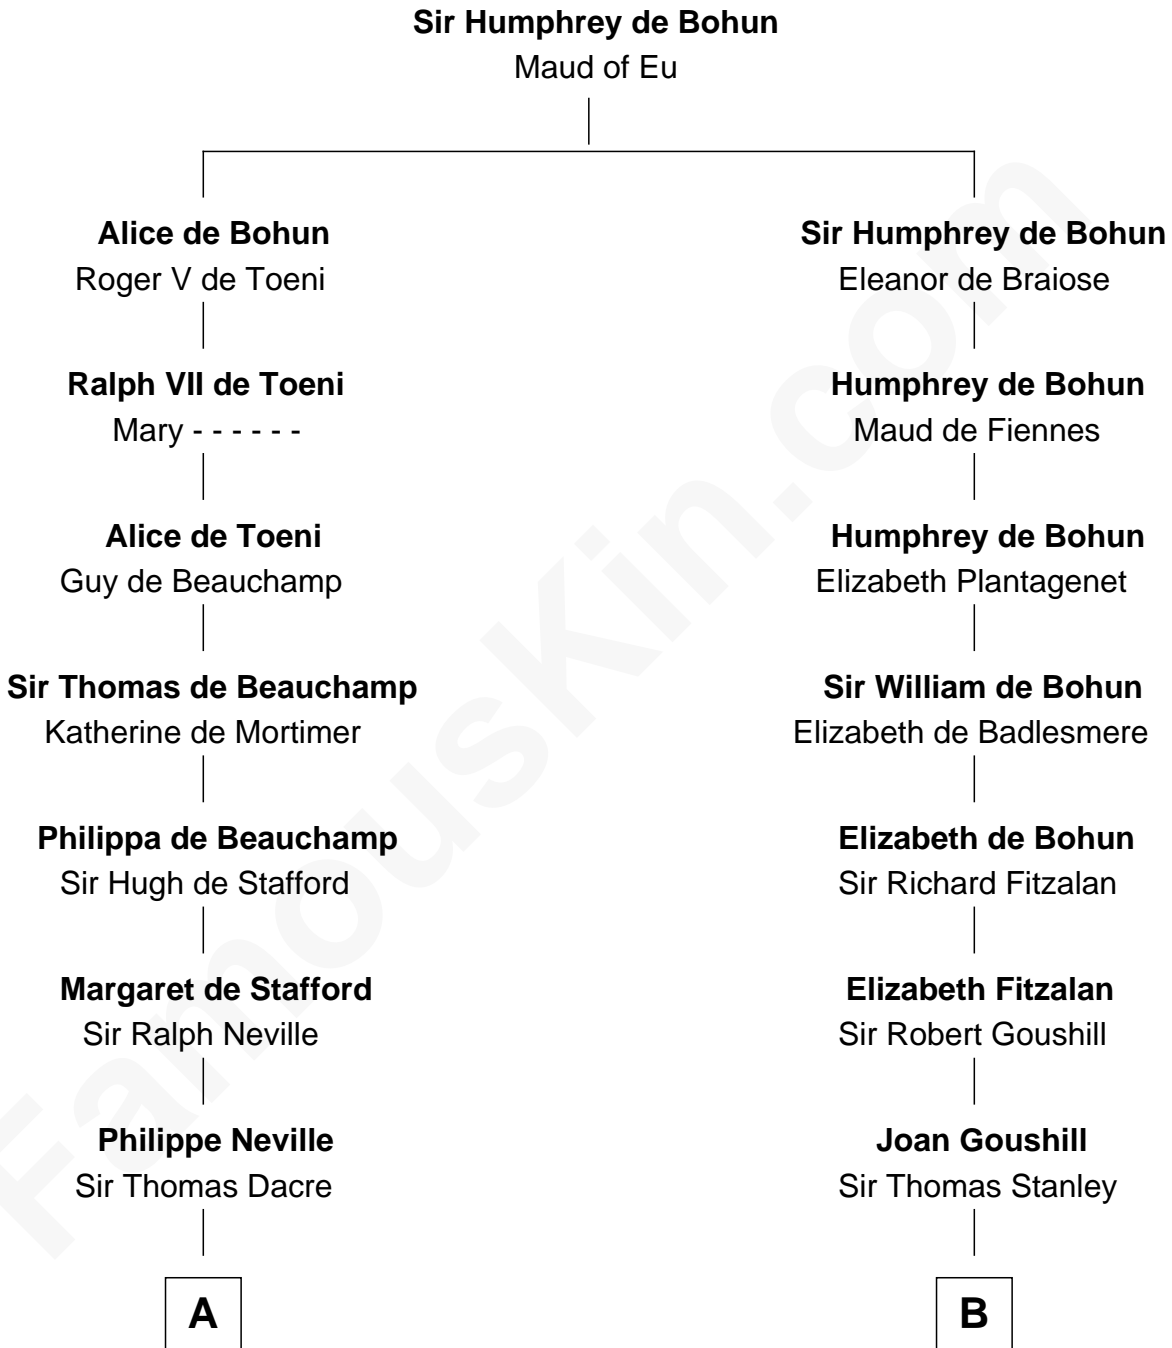 Sir Humphrey de Bohun
Maud of Eu
Alice de Bohun
Roger V de Toeni
Sir Humphrey de Bohun
Eleanor de Braiose
Ralph VII de Toeni
Mary - - - - - -
Humphrey de Bohun
Maud de Fiennes
Alice de Toeni
Guy de Beauchamp
Humphrey de Bohun
Elizabeth Plantagenet
Sir Thomas de Beauchamp
Katherine de Mortimer
Sir William de Bohun
Elizabeth de Badlesmere
Philippa de Beauchamp
Sir Hugh de Stafford
Elizabeth de Bohun
Sir Richard Fitzalan
Margaret de Stafford
Sir Ralph Neville
Elizabeth Fitzalan
Sir Robert Goushill
Philippe Neville
Sir Thomas Dacre
Joan Goushill
Sir Thomas Stanley
A
B
FamousKin.com